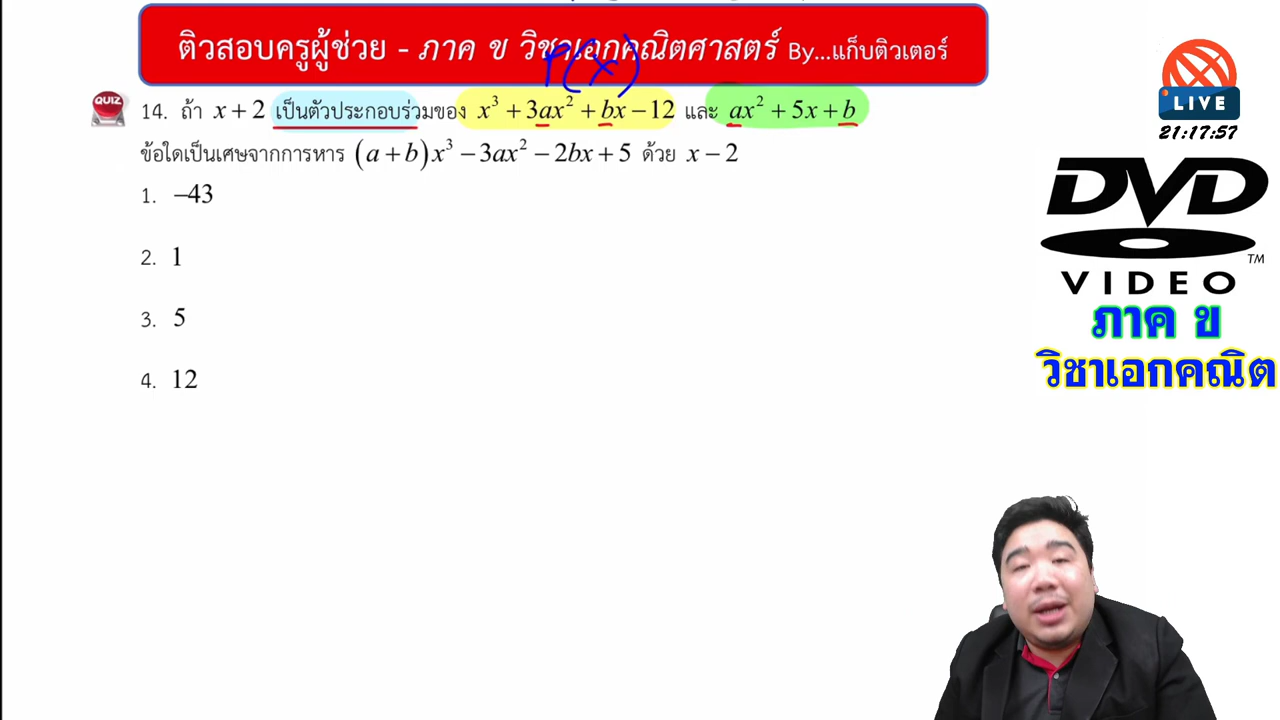 ติวสอบครูผู้ช่วย - ภาค ข วิชาเอกคณิตศาสตร์ By...แก็บติวเตอร์
f(x)
QUIZ
14. ถ้า x + 2 เป็นตัวประกอบร่วมของ x³ + 3ax² + bx − 12 และ ax² + 5x + b
ข้อใดเป็นเศษจากการหาร (a + b)x³ − 3ax² − 2bx + 5 ด้วย x − 2
1. −43
2. 1
3. 5
4. 12
LIVE
21:17:57
DVD
TM
VIDEO
ภาค ข
วิชาเอกคณิต